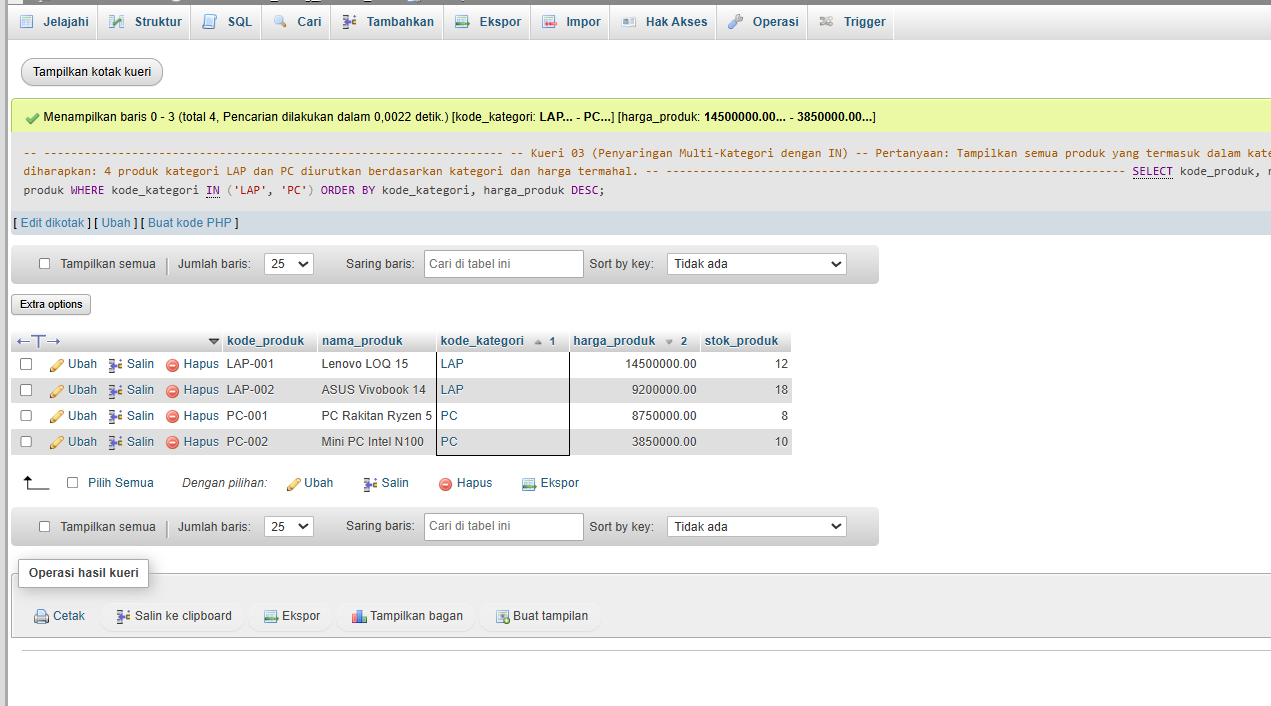 Jelajahi Struktur SQL Cari Tambahkan Ekspor Impor Hak Akses Operasi Trigger
Tampilkan kotak kueri
Menampilkan baris 0 - 3 (total 4, Pencarian dilakukan dalam 0,0022 detik.) [kode_kategori: LAP... - PC...] [harga_produk: 14500000.00... - 3850000.00...]
-- --------------------------------------------------------------- -- Kueri 03 (Penyaringan Multi-Kategori dengan IN) -- Pertanyaan: Tampilkan semua produk yang termasuk dalam kate
diharapkan: 4 produk kategori LAP dan PC diurutkan berdasarkan kategori dan harga termahal. -- --------------------------------------------------------------- SELECT kode_produk, n
produk WHERE kode_kategori IN ('LAP', 'PC') ORDER BY kode_kategori, harga_produk DESC;
[ Edit dikotak ] [ Ubah ] [ Buat kode PHP ]
Tampilkan semua Jumlah baris: 25 Saring baris: Cari di tabel ini Sort by key: Tidak ada
Extra options
←T→ kode_produk nama_produk kode_kategori 1 harga_produk 2 stok_produk
Ubah Salin Hapus LAP-001 Lenovo LOQ 15 LAP 14500000.00 12
Ubah Salin Hapus LAP-002 ASUS Vivobook 14 LAP 9200000.00 18
Ubah Salin Hapus PC-001 PC Rakitan Ryzen 5 PC 8750000.00 8
Ubah Salin Hapus PC-002 Mini PC Intel N100 PC 3850000.00 10
Pilih Semua Dengan pilihan: Ubah Salin Hapus Ekspor
Tampilkan semua Jumlah baris: 25 Saring baris: Cari di tabel ini Sort by key: Tidak ada
Operasi hasil kueri
Cetak Salin ke clipboard Ekspor Tampilkan bagan Buat tampilan